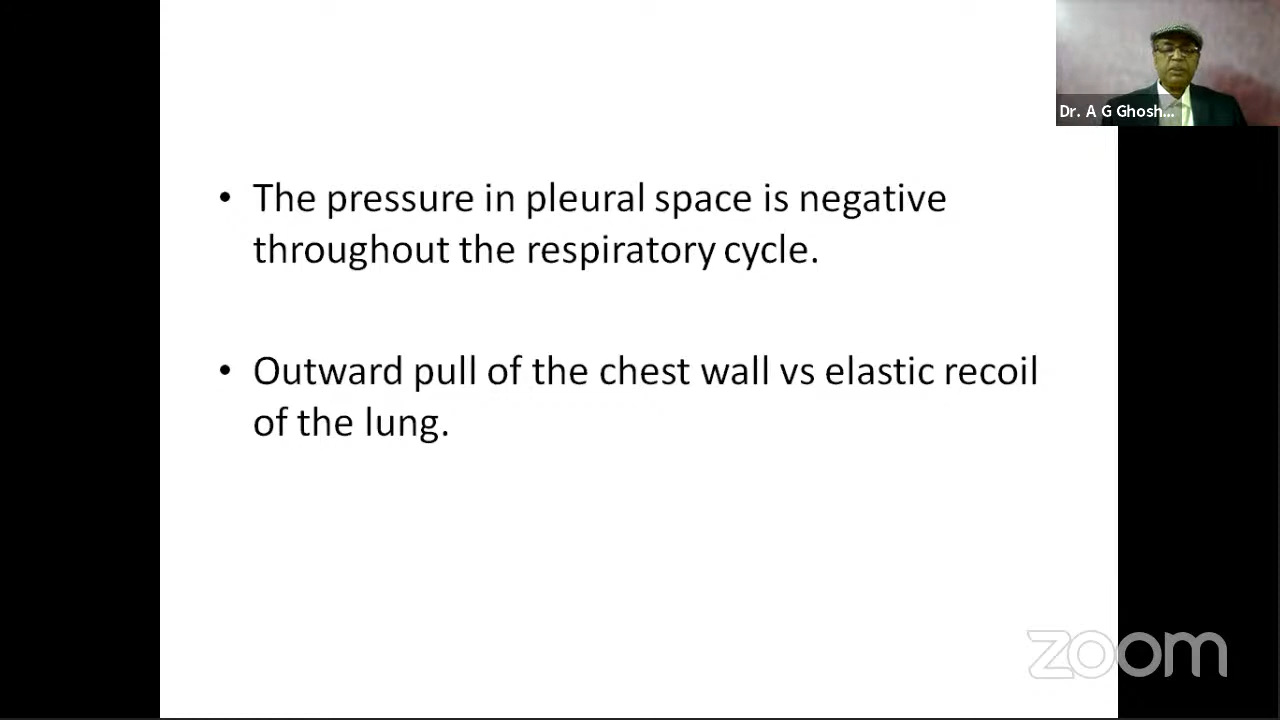 Dr. A G Ghosh...
• The pressure in pleural space is negative
throughout the respiratory cycle.
• Outward pull of the chest wall vs elastic recoil
of the lung.
zoom